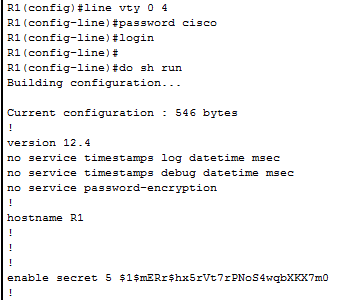 R1(config)#line vty 0 4
R1(config-line)#password cisco
R1(config-line)#login
R1(config-line)#
R1(config-line)#do sh run
Building configuration...
Current configuration : 546 bytes
!
version 12.4
no service timestamps log datetime msec
no service timestamps debug datetime msec
no service password-encryption
!
hostname R1
!
!
!
enable secret 5 $1$mERr$hx5rVt7rPNoS4wqbXKX7m0
!